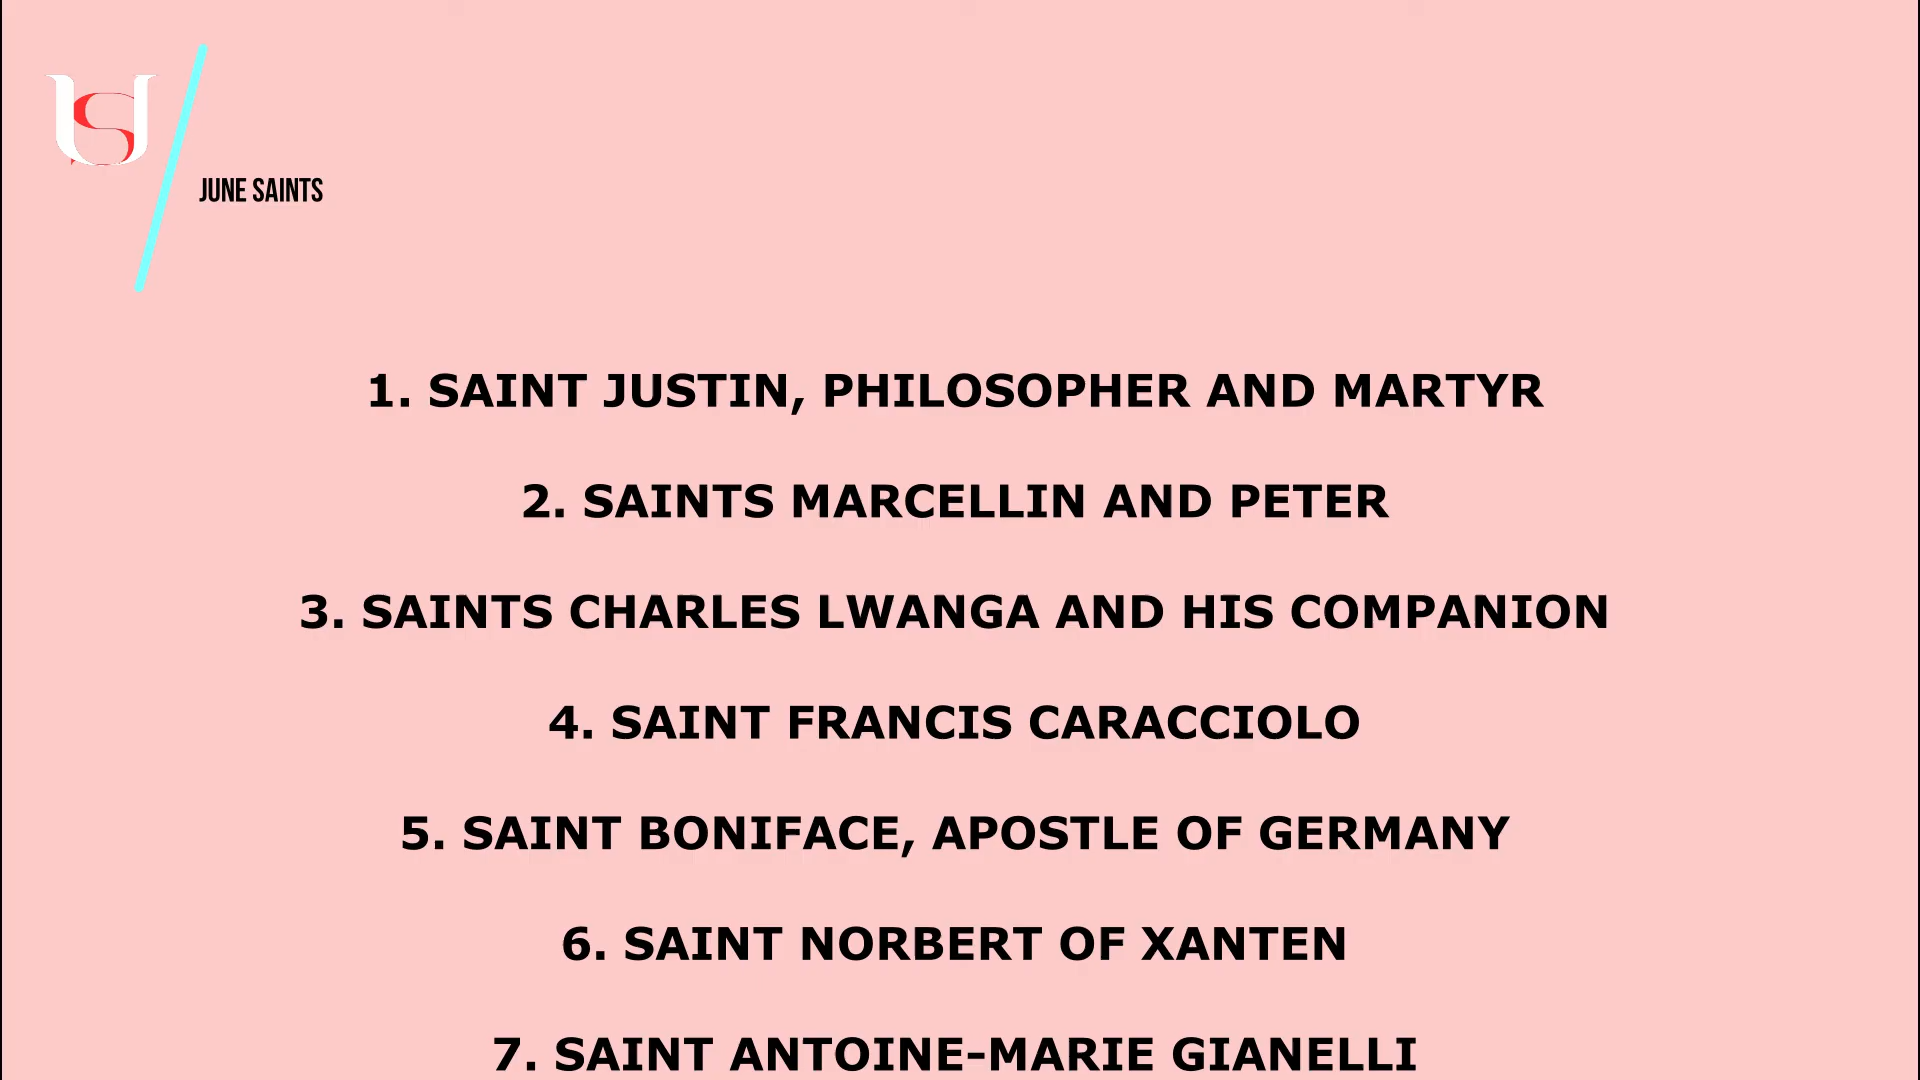 US
JUNE SAINTS
1. SAINT JUSTIN, PHILOSOPHER AND MARTYR
2. SAINTS MARCELLIN AND PETER
3. SAINTS CHARLES LWANGA AND HIS COMPANION
4. SAINT FRANCIS CARACCIOLO
5. SAINT BONIFACE, APOSTLE OF GERMANY
6. SAINT NORBERT OF XANTEN
7. SAINT ANTOINE-MARIE GIANELLI